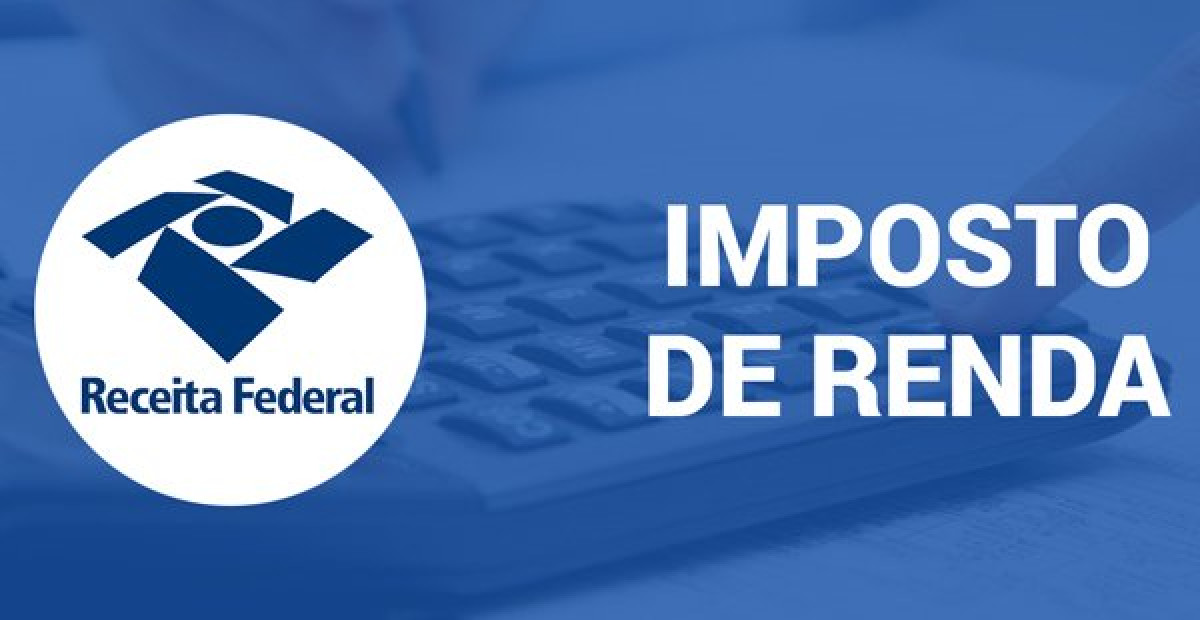 Receita Federal
IMPOSTO
DE RENDA